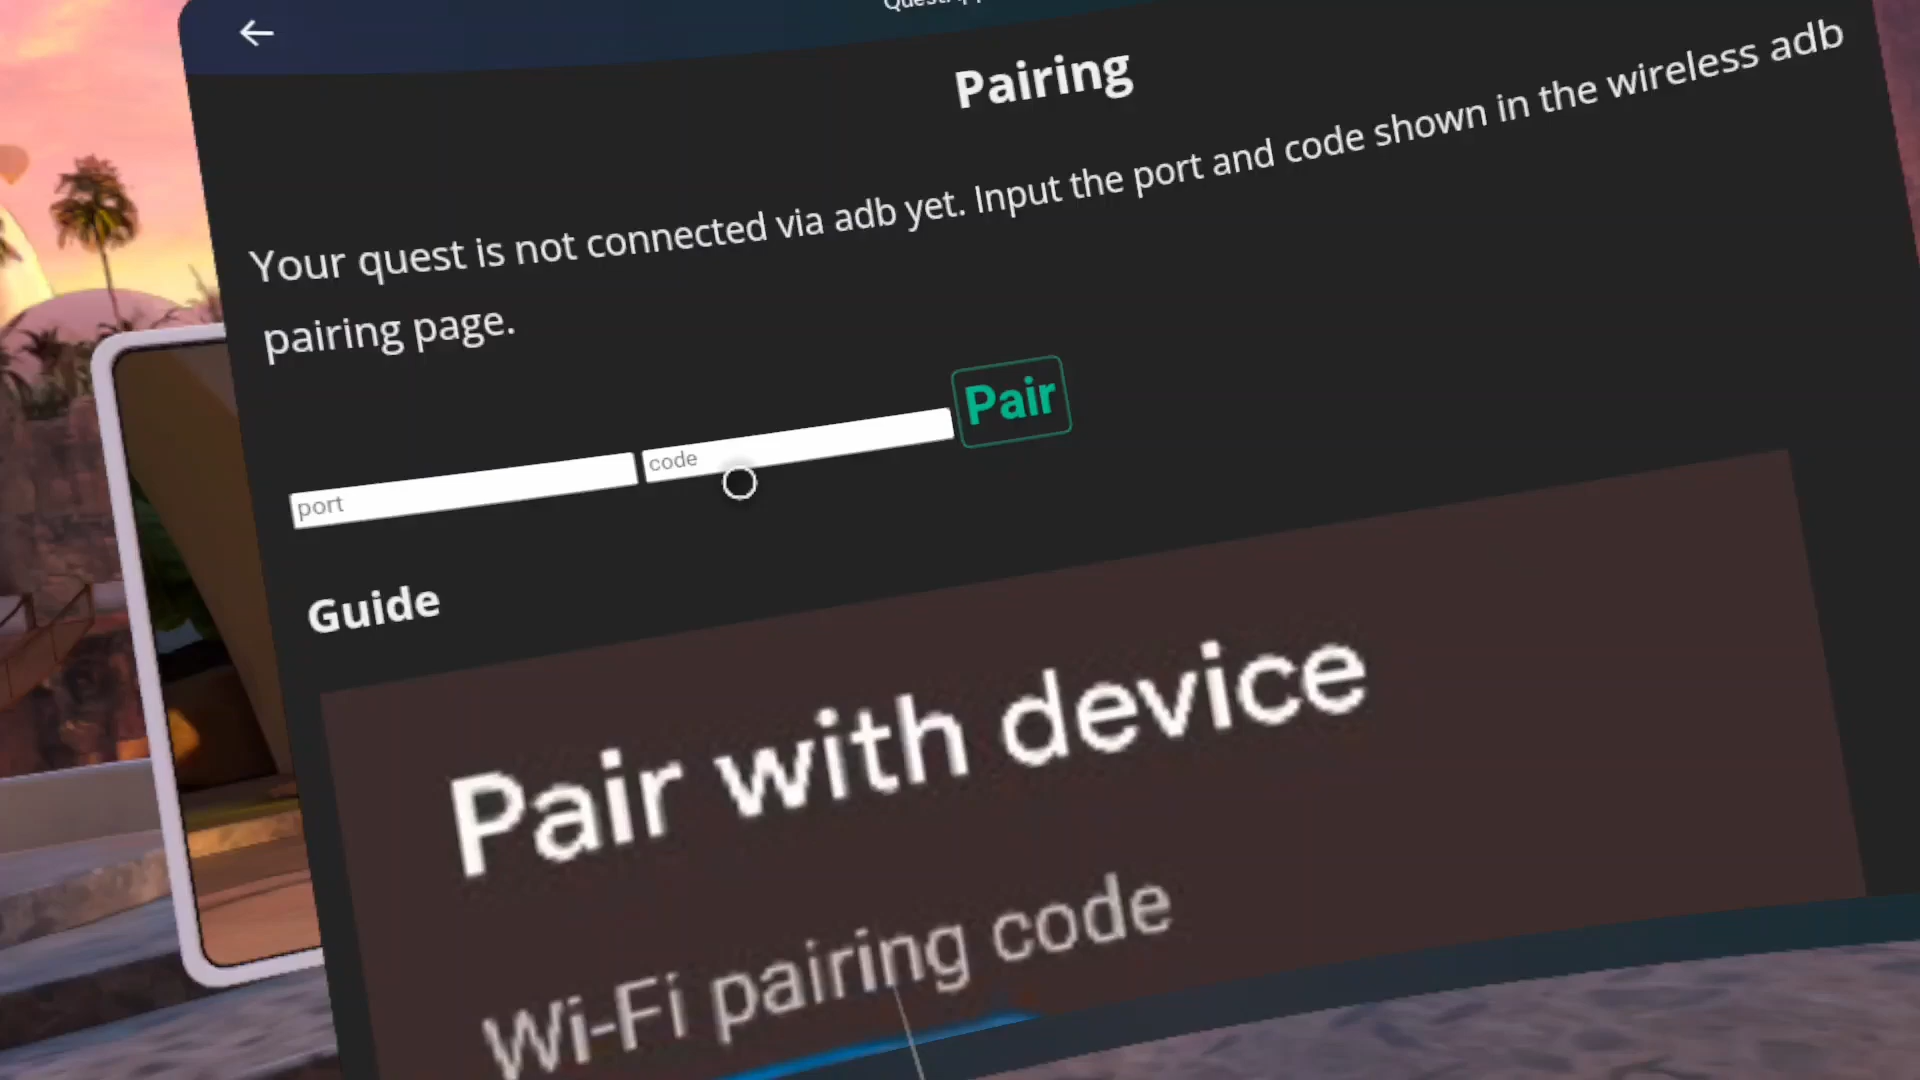 Pairing
Your quest is not connected via adb yet. Input the port and code shown in the wireless adb
pairing page.
port
code
Pair
Guide
Pair with device
Wi-Fi pairing code